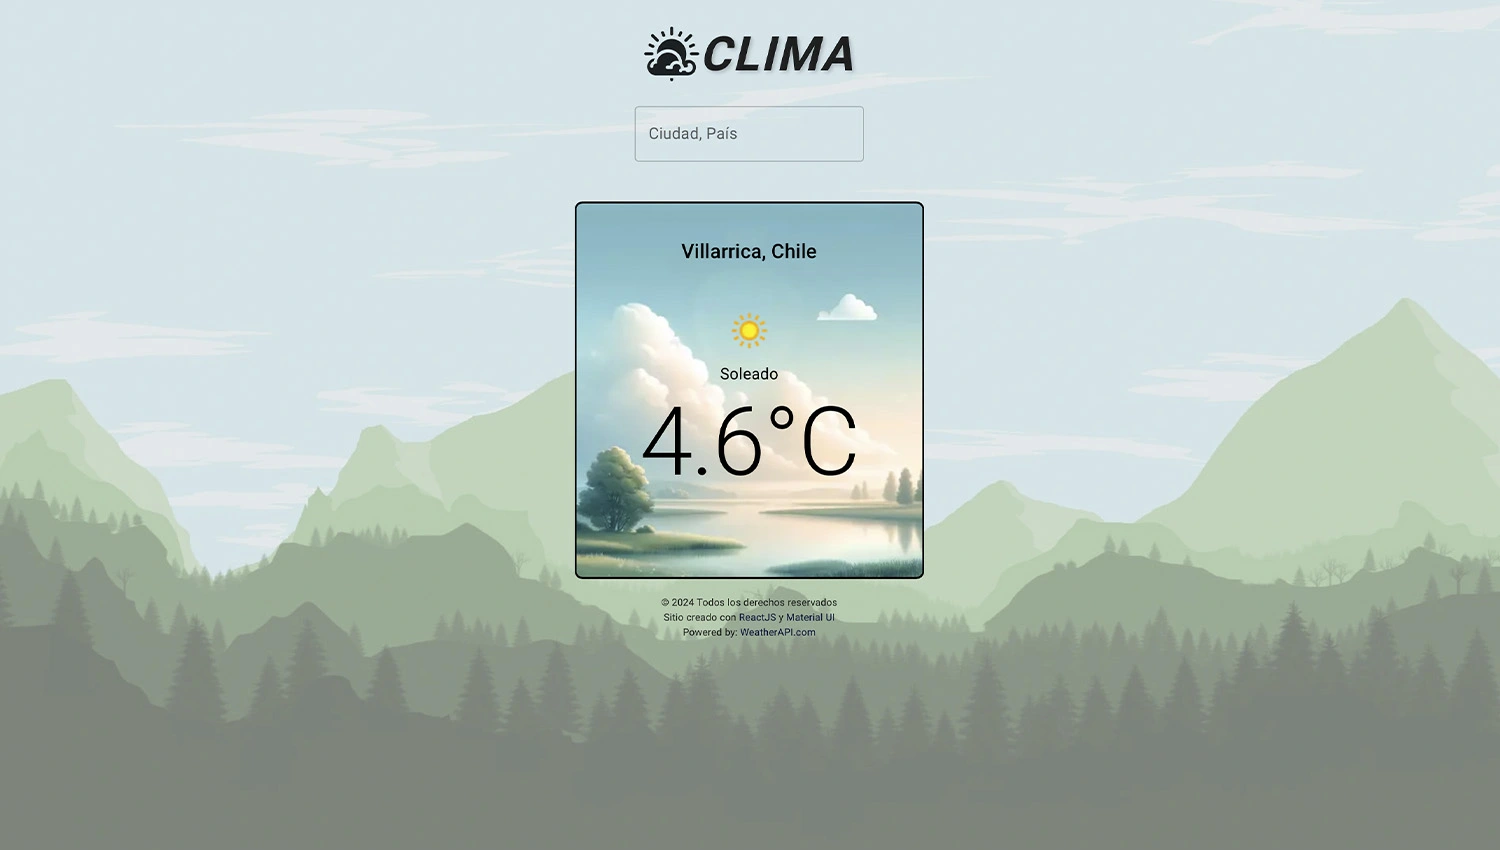 CLIMA
Ciudad, País
Villarrica, Chile
Soleado
4.6°C
© 2024 Todos los derechos reservados
Sitio creado con ReactJS y Material UI
Powered by: WeatherAPI.com